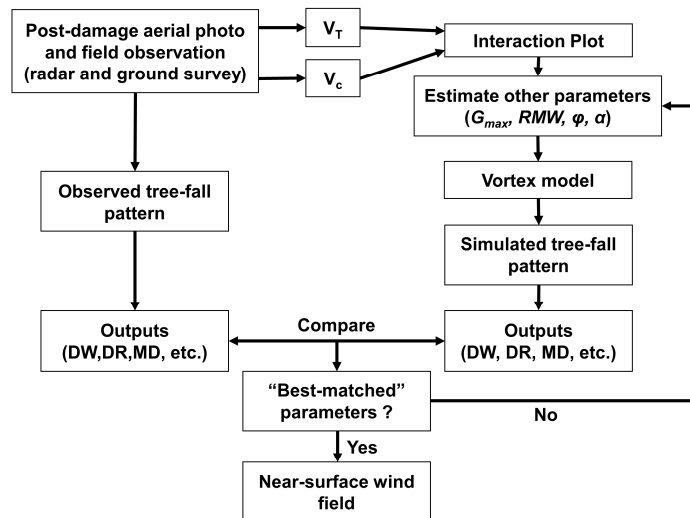 Post-damage aerial photo
and field observation
(radar and ground survey)
V_T
V_c
Interaction Plot
Estimate other parameters
(G_max, RMW, φ, α)
Observed tree-fall
pattern
Vortex model
Simulated tree-fall
pattern
Outputs
(DW,DR,MD, etc.)
Compare
Outputs
(DW, DR, MD, etc.)
“Best-matched”
parameters ?
No
Yes
Near-surface wind
field